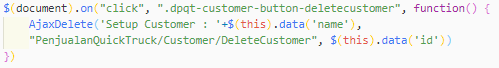 $(document).on("click", ".dpqt-customer-button-deletecustomer", function() {
AjaxDelete('Setup Customer : '+$(this).data('name'),
"PenjualanQuickTruck/Customer/DeleteCustomer", $(this).data('id'))
})